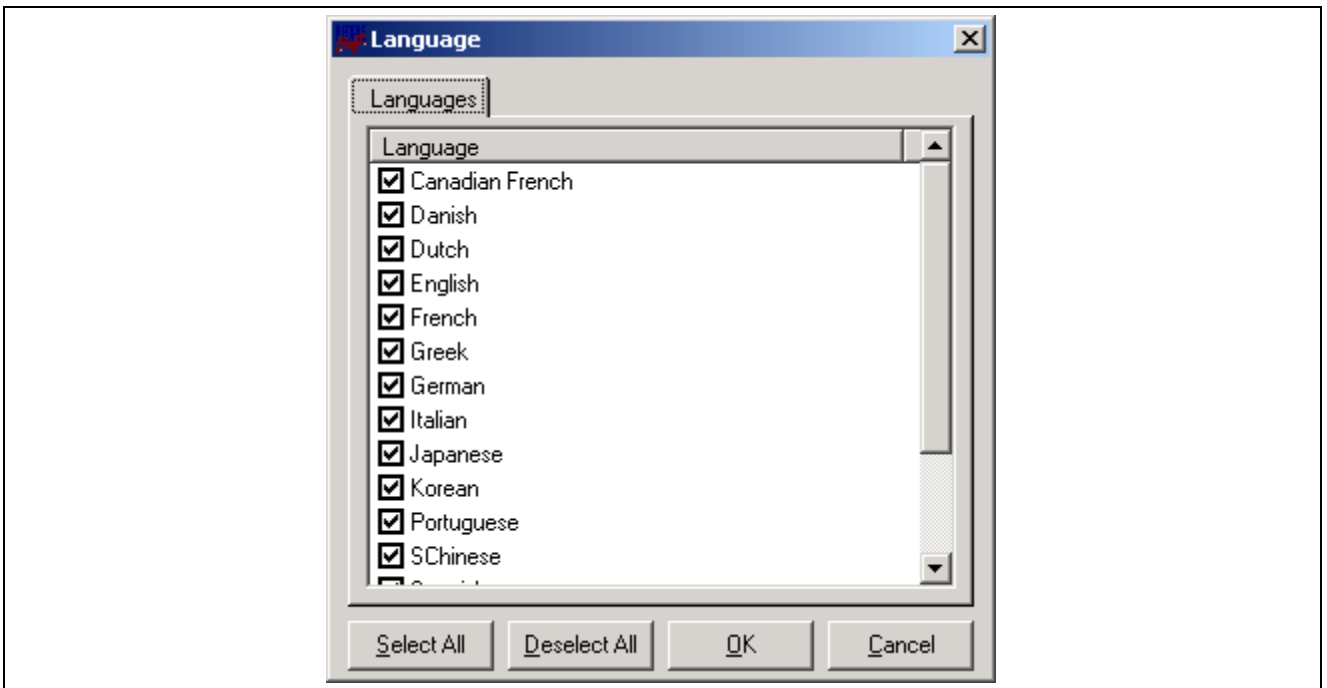 Language
Languages
Language
Canadian French
Danish
Dutch
English
French
Greek
German
Italian
Japanese
Korean
Portuguese
SChinese
Select All Deselect All OK Cancel